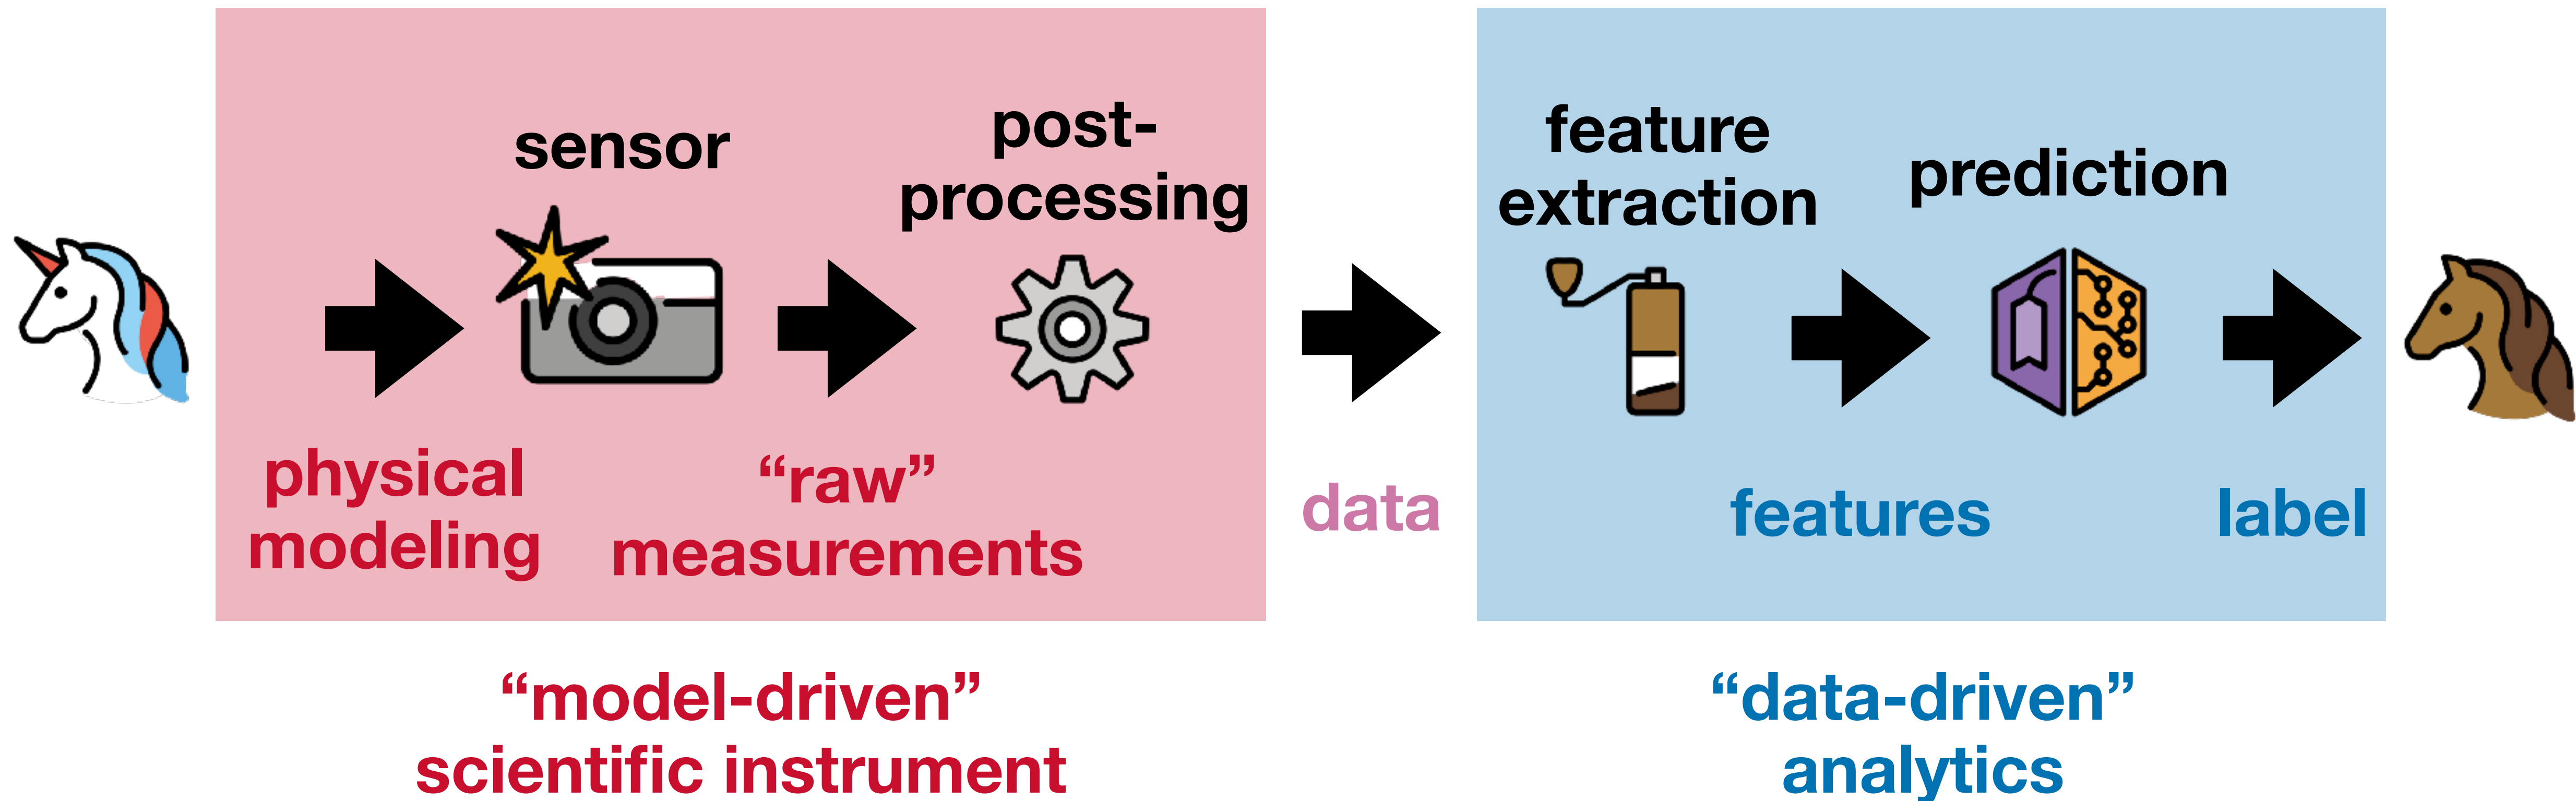 sensor
post-
processing
physical
modeling
“raw”
measurements
data
feature
extraction
prediction
features
label
“model-driven”
scientific instrument
“data-driven”
analytics